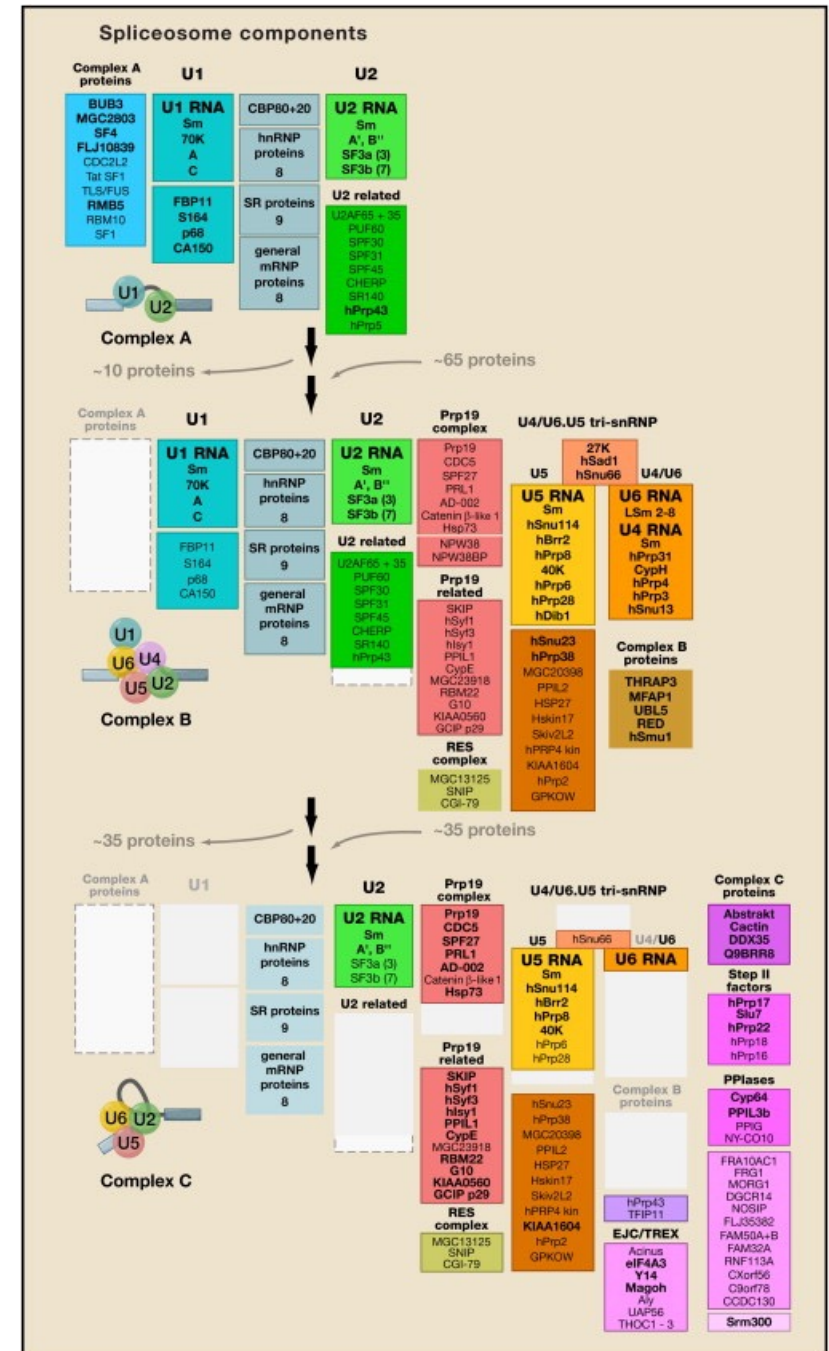 Spliceosome components
Complex A
proteins
U1
U2
BUB3
MGC2803
SF4
FLJ10839
CDC2L2
Tat SF1
TLS/FUS
RMB5
RBM10
SF1
U1 RNA
Sm
70K
A
C
FBP11
S164
p68
CA150
CBP80+20
hnRNP
proteins
8
SR proteins
9
general
mRNP
proteins
8
U2 RNA
Sm
A', B''
SF3a (3)
SF3b (7)
U2 related
U2AF65 + 35
PUF60
SPF30
SPF31
SPF45
CHERP
SR140
hPrp43
hPrp5
U1
U2
Complex A
~10 proteins
~65 proteins
Complex A
proteins
U1
U2
Prp19
complex
U4/U6.U5 tri-snRNP
U1 RNA
Sm
70K
A
C
FBP11
S164
p68
CA150
CBP80+20
hnRNP
proteins
8
SR proteins
9
general
mRNP
proteins
8
U2 RNA
Sm
A', B''
SF3a (3)
SF3b (7)
U2 related
U2AF65 + 35
PUF60
SPF30
SPF31
SPF45
CHERP
SR140
hPrp43
Prp19
CDC5
SPF27
PRL1
AD-002
Catenin β-like 1
Hsp73
NPW38
NPW38BP
Prp19
related
SKIP
hSyf1
hSyf3
hIsy1
PPIL1
CypE
MGC23918
RBM22
G10
KIAA0560
GCIP p29
RES
complex
MGC13125
SNIP
CGI-79
27K
hSad1
hSnu66
U5
U4/U6
U5 RNA
Sm
hSnu114
hBrr2
hPrp8
40K
hPrp6
hPrp28
hDib1
hSnu23
hPrp38
MGC20398
PPIL2
HSP27
Hskin17
Skiv2L2
hPRP4 kin
KIAA1604
hPrp2
GPKOW
U6 RNA
LSm 2-8
U4 RNA
Sm
hPrp31
CypH
hPrp4
hPrp3
hSnu13
Complex B
proteins
THRAP3
MFAP1
UBL5
RED
hSmu1
U1
U6
U4
U5
U2
Complex B
~35 proteins
~35 proteins
Complex A
proteins
U1
U2
Prp19
complex
U4/U6.U5 tri-snRNP
Complex C
proteins
CBP80+20
hnRNP
proteins
8
SR proteins
9
general
mRNP
proteins
8
U2 RNA
Sm
A', B''
SF3a (3)
SF3b (7)
U2 related
Prp19
CDC5
SPF27
PRL1
AD-002
Catenin β-like 1
Hsp73
Prp19
related
SKIP
hSyf1
hSyf3
hIsy1
PPIL1
CypE
MGC23918
RBM22
G10
KIAA0560
GCIP p29
RES
complex
MGC13125
SNIP
CGI-79
U5
hSnu66
U4/U6
U5 RNA
Sm
hSnu114
hBrr2
hPrp8
40K
hPrp6
hPrp28
hSnu23
hPrp38
MGC20398
PPIL2
HSP27
Hskin17
Skiv2L2
hPRP4 kin
KIAA1604
hPrp2
GPKOW
U6 RNA
Complex B
proteins
hPrp43
TFIP11
EJC/TREX
Acinus
eIF4A3
Y14
Magoh
Aly
UAP56
THOC1 - 3
Abstrakt
Cactin
DDX35
Q9BRR8
Step II
factors
hPrp17
Slu7
hPrp22
hPrp18
hPrp16
PPIases
Cyp64
PPIL3b
PPIG
NY-CO10
FRA10AC1
FRG1
MORG1
DGCR14
NOSIP
FLJ35382
FAM50A+B
FAM32A
RNF113A
CXorf56
C9orf78
CCDC130
Srm300
U6
U2
U5
Complex C